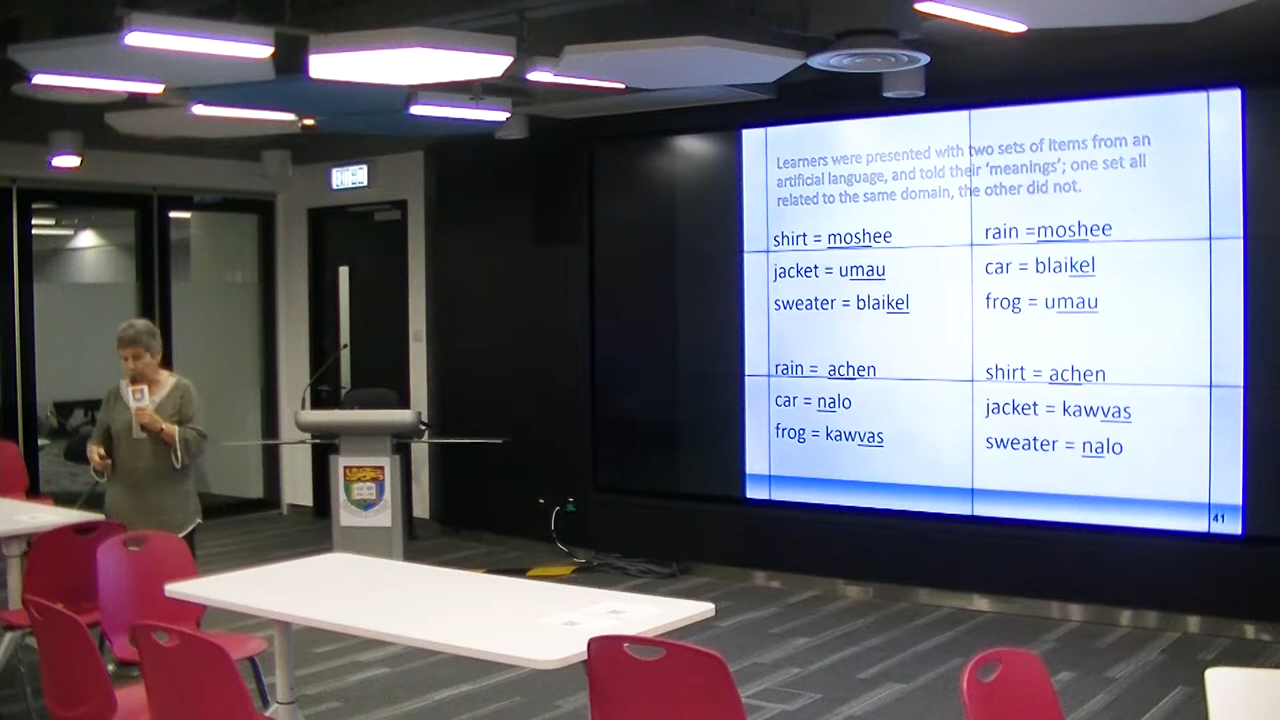 EXIT
Learners were presented with two sets of items from an
artificial language, and told their 'meanings'; one set all
related to the same domain, the other did not.
shirt = moshee
jacket = umau
sweater = blaikel
rain = achen
car = nalo
frog = kawvas
rain =moshee
car = blaikel
frog = umau
shirt = achen
jacket = kawvas
sweater = nalo
41